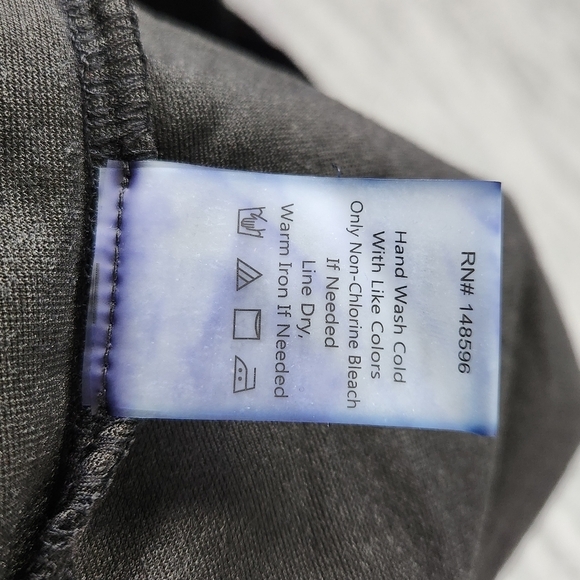 RN# 148596
Hand Wash Cold
With Like Colors
Only Non-Chlorine Bleach
If Needed
Line Dry,
Warm Iron If Needed